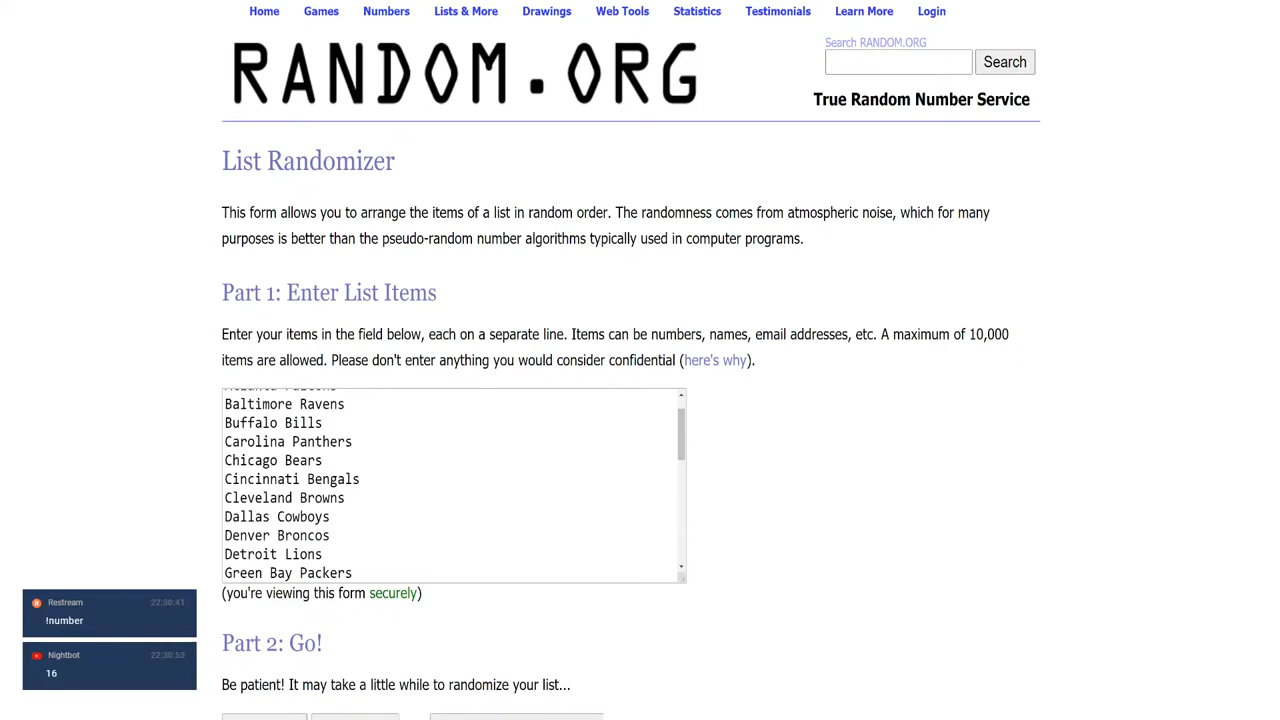 Home Games Numbers Lists & More Drawings Web Tools Statistics Testimonials Learn More Login
RANDOM.ORG
Search RANDOM.ORG
Search
True Random Number Service
List Randomizer
This form allows you to arrange the items of a list in random order. The randomness comes from atmospheric noise, which for many
purposes is better than the pseudo-random number algorithms typically used in computer programs.
Part 1: Enter List Items
Enter your items in the field below, each on a separate line. Items can be numbers, names, email addresses, etc. A maximum of 10,000
items are allowed. Please don't enter anything you would consider confidential (here's why).
Baltimore Ravens
Buffalo Bills
Carolina Panthers
Chicago Bears
Cincinnati Bengals
Cleveland Browns
Dallas Cowboys
Denver Broncos
Detroit Lions
Green Bay Packers
(you're viewing this form securely)
Restream 22:30:41
!number
Nightbot 22:30:53
16
Part 2: Go!
Be patient! It may take a little while to randomize your list...